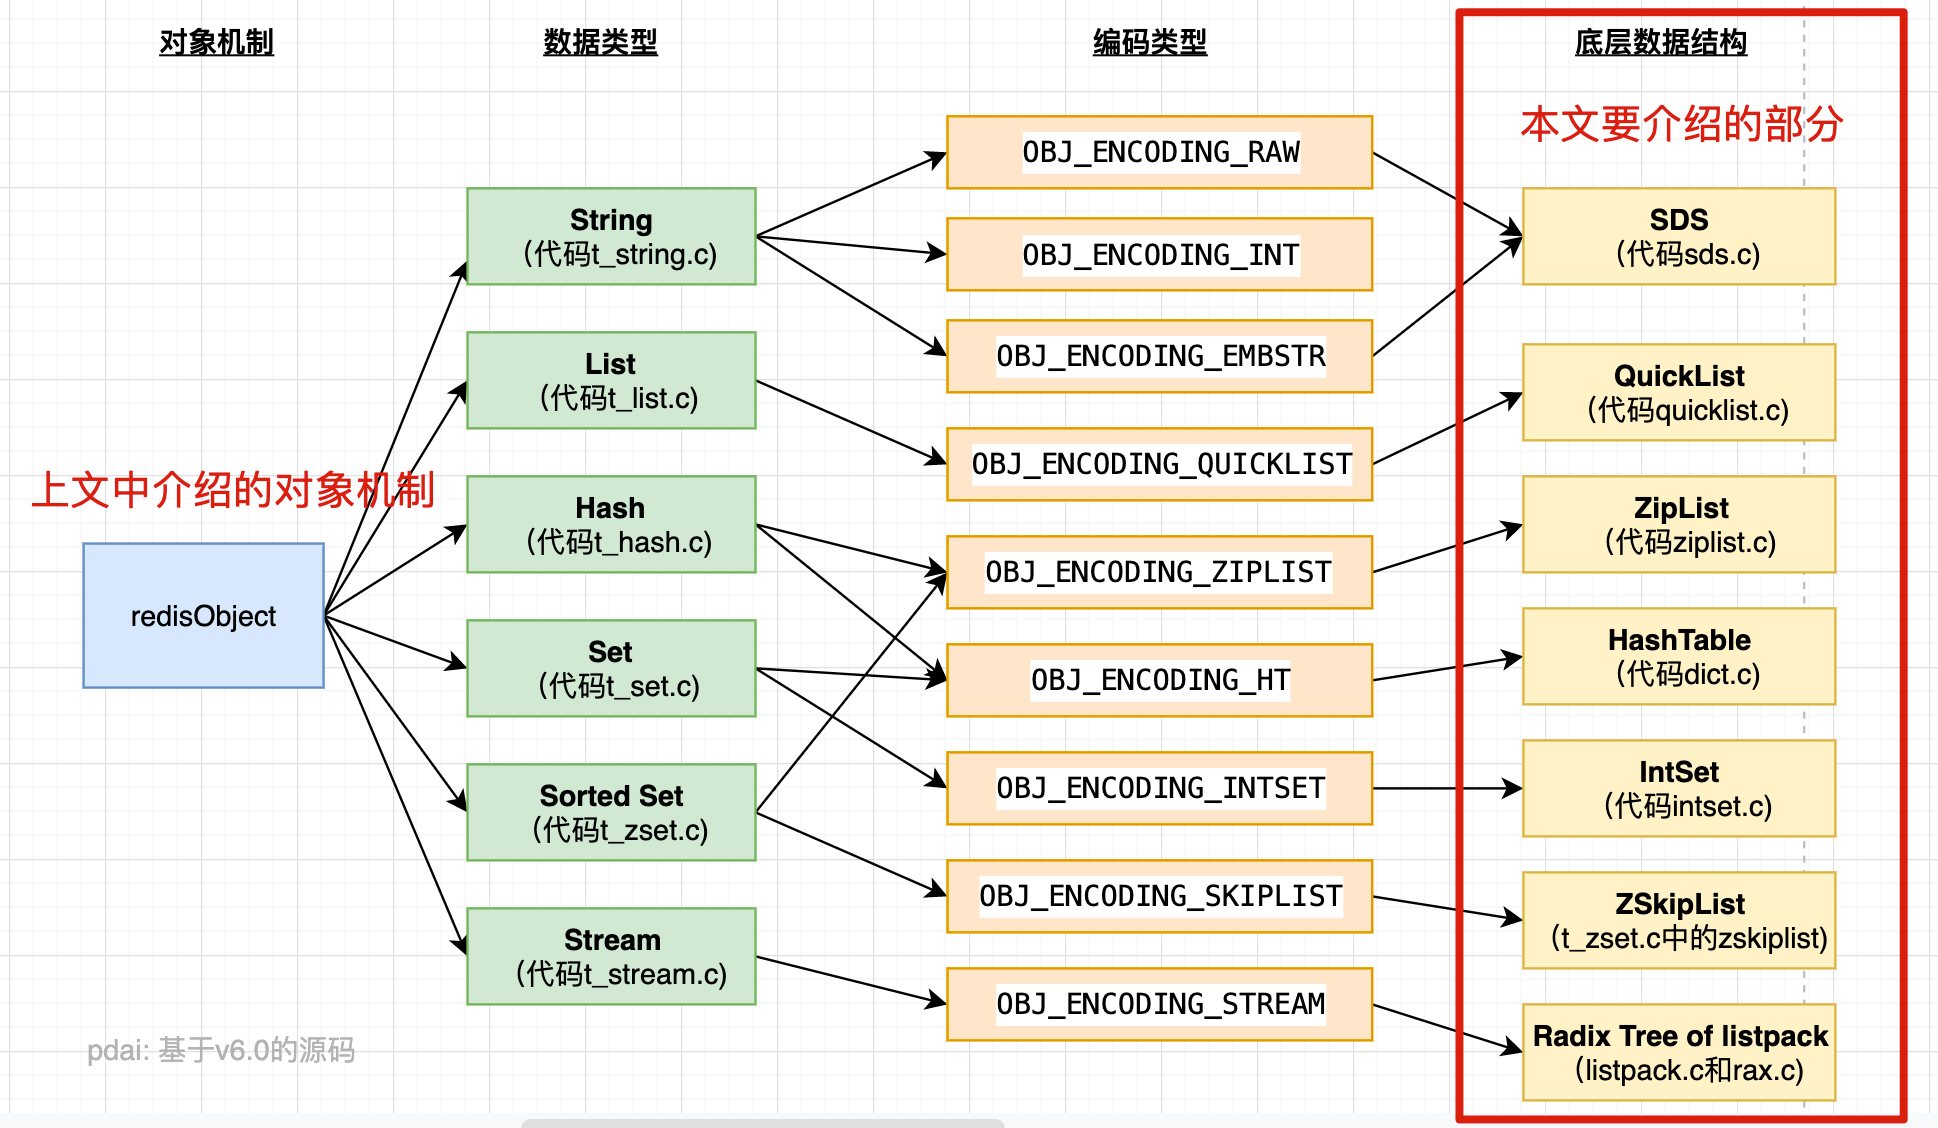 对象机制
数据类型
编码类型
底层数据结构
本文要介绍的部分
上文中介绍的对象机制
redisObject
String
(代码t_string.c)
List
(代码t_list.c)
Hash
(代码t_hash.c)
Set
(代码t_set.c)
Sorted Set
(代码t_zset.c)
Stream
(代码t_stream.c)
OBJ_ENCODING_RAW
OBJ_ENCODING_INT
OBJ_ENCODING_EMBSTR
OBJ_ENCODING_QUICKLIST
OBJ_ENCODING_ZIPLIST
OBJ_ENCODING_HT
OBJ_ENCODING_INTSET
OBJ_ENCODING_SKIPLIST
OBJ_ENCODING_STREAM
SDS
(代码sds.c)
QuickList
(代码quicklist.c)
ZipList
(代码ziplist.c)
HashTable
(代码dict.c)
IntSet
(代码intset.c)
ZSkipList
(t_zset.c中的zskiplist)
Radix Tree of listpack
(listpack.c和rax.c)
pdai: 基于v6.0的源码